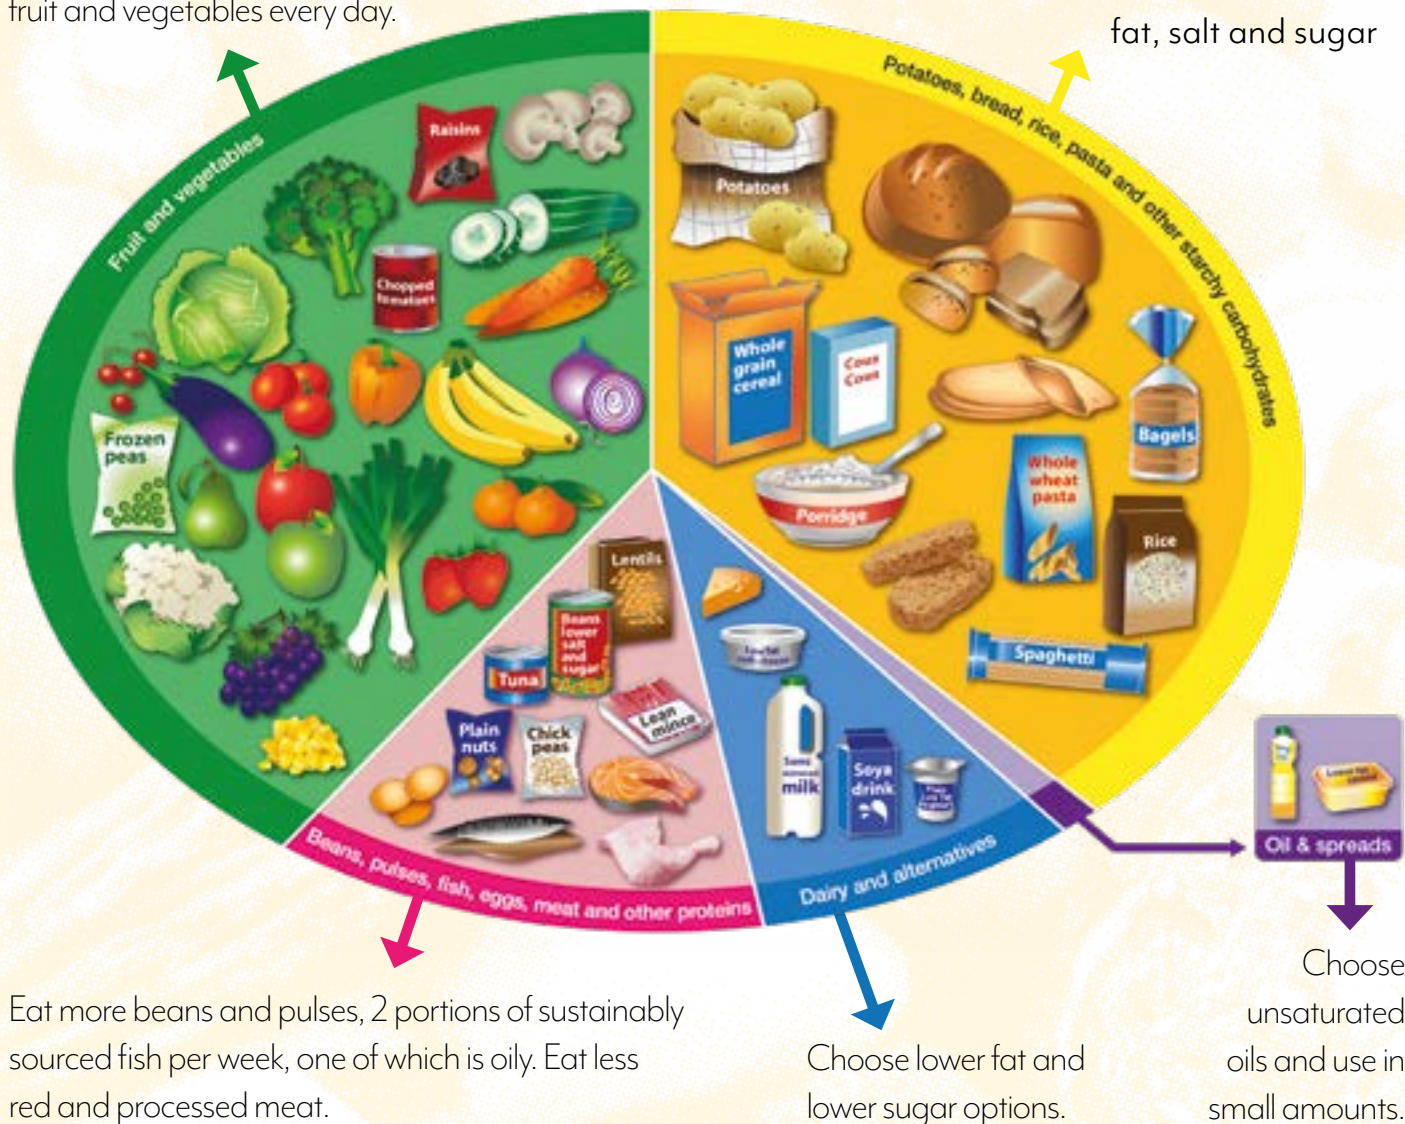 fruit and vegetables every day.
fat, salt and sugar
Fruit and vegetables
Potatoes, bread, rice, pasta and other starchy carbohydrates
Raisins
Chopped
tomatoes
Frozen
peas
Potatoes
Whole
grain
cereal
Cous
Cous
Bagels
Porridge
Whole
wheat
pasta
Rice
Spaghetti
Lentils
Beans
lower
salt
and
sugar
Tuna
Lean
mince
Plain
nuts
Chick
peas
milk
Soya
drink
Beans, pulses, fish, eggs, meat and other proteins
Dairy and alternatives
Oil & spreads
Eat more beans and pulses, 2 portions of sustainably
sourced fish per week, one of which is oily. Eat less
red and processed meat.
Choose lower fat and
lower sugar options.
Choose
unsaturated
oils and use in
small amounts.